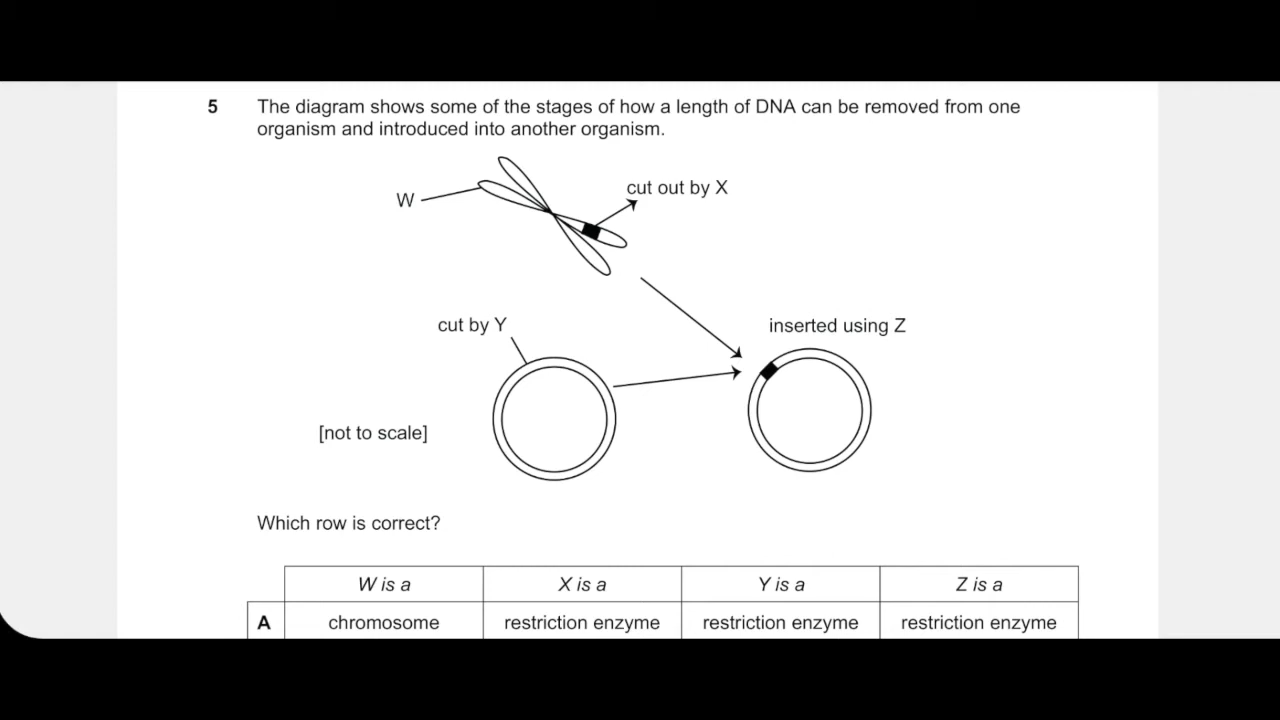 5 The diagram shows some of the stages of how a length of DNA can be removed from one
organism and introduced into another organism.
W
cut out by X
cut by Y
inserted using Z
[not to scale]
Which row is correct?
W is a X is a Y is a Z is a
A chromosome restriction enzyme restriction enzyme restriction enzyme